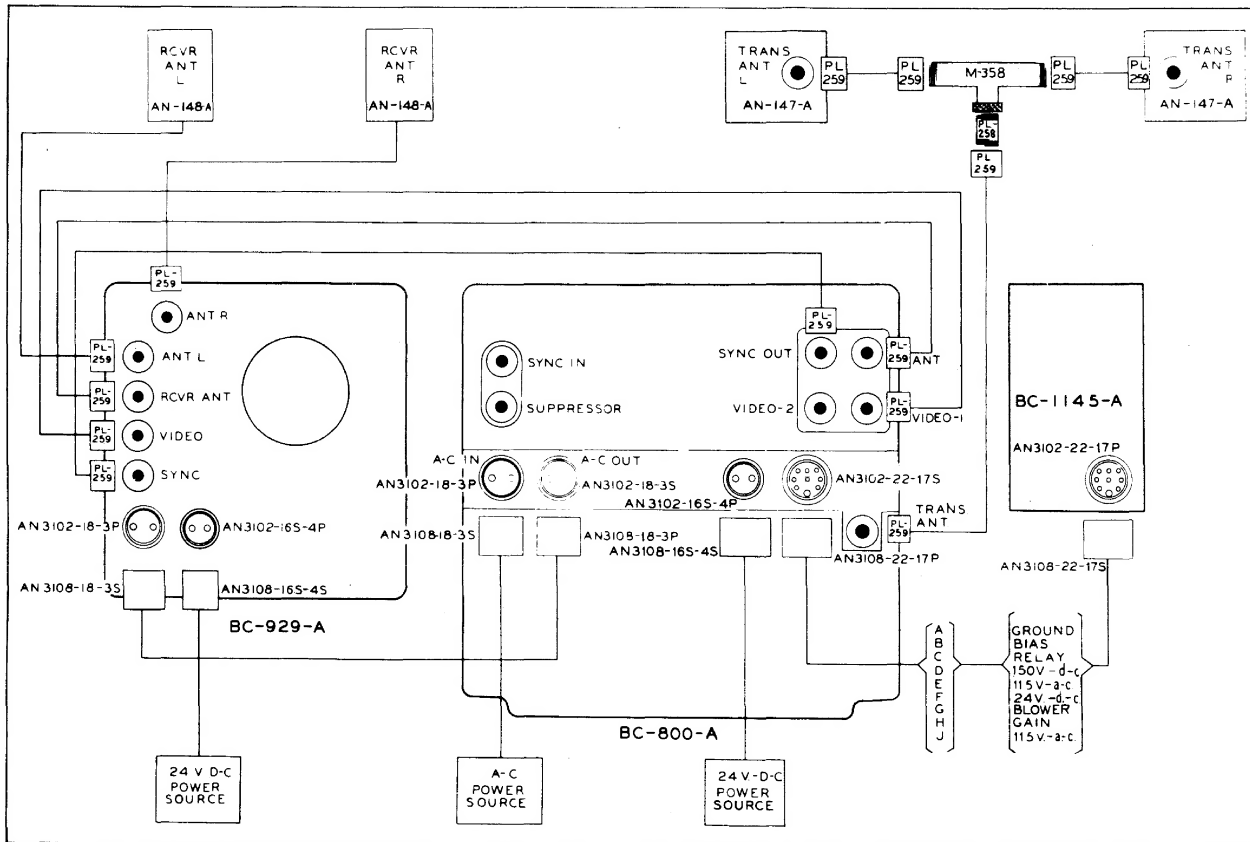 RCVR
ANT
L
AN-148-A
RCVR
ANT
R
AN-148-A
TRANS
ANT
L
AN-147-A
PL
259
PL
259
M-358
PL
259
PL
259
TRANS
ANT
R
AN-147-A
PL-
258
PL
259
PL-
259
ANT R
PL-
259
ANT L
PL-
259
RCVR ANT
PL-
259
VIDEO
PL-
259
SYNC
AN3102-18-3P
AN3102-16S-4P
AN3108-18-3S
AN3108-16S-4S
BC-929-A
PL-
259
SYNC IN
SUPPRESSOR
SYNC OUT
PL-
259
ANT
VIDEO-2
PL-
259
VIDEO-1
A-C IN
AN3102-18-3P
A-C OUT
AN3102-18-3S
AN3102-16S-4P
AN3102-22-17S
TRANS.
ANT
PL-
259
AN3108-18-3S
AN3108-18-3P
AN3108-16S-4S
AN3108-22-17P
BC-800-A
BC-1145-A
AN3102-22-17P
AN3108-22-17S
A
B
C
D
E
F
G
H
J
GROUND
BIAS
RELAY
150V-d-c
115V-a-c.
24V.-d-c
BLOWER
GAIN
115V.-a-c.
24 V D-C
POWER
SOURCE
A-C
POWER
SOURCE
24 V-D-C
POWER
SOURCE